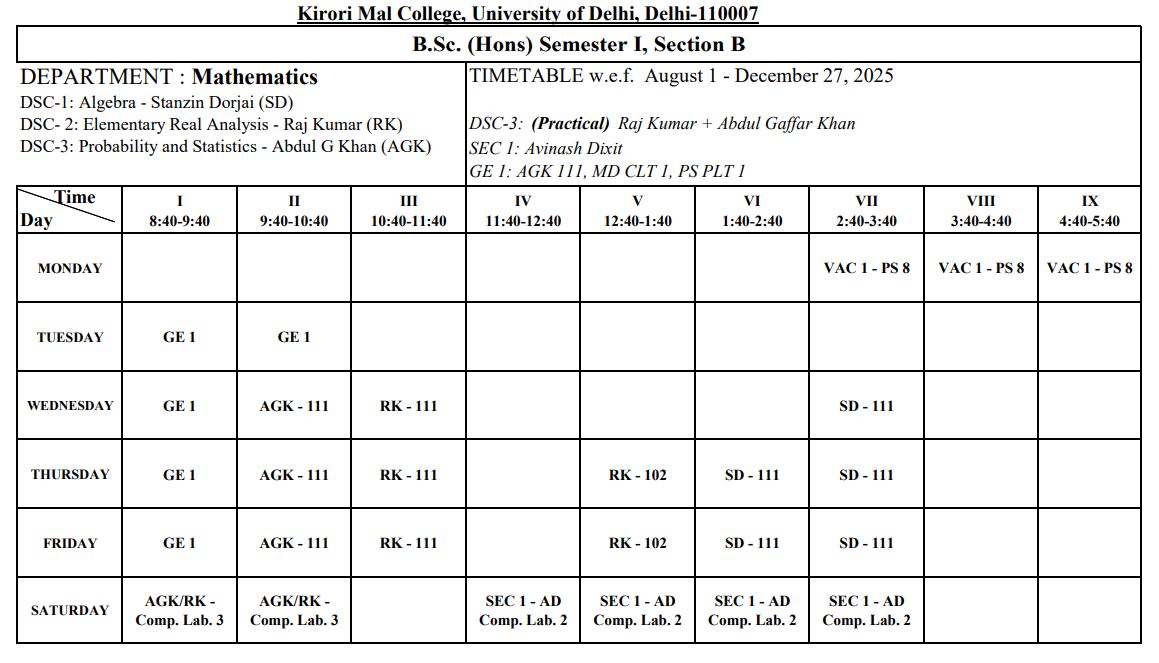 Kirori Mal College, University of Delhi, Delhi-110007
B.Sc. (Hons) Semester I, Section B
DEPARTMENT : Mathematics
DSC-1: Algebra - Stanzin Dorjai (SD)
DSC- 2: Elementary Real Analysis - Raj Kumar (RK)
DSC-3: Probability and Statistics - Abdul G Khan (AGK)
TIMETABLE w.e.f.  August 1 - December 27, 2025
DSC-3:  (Practical)  Raj Kumar + Abdul Gaffar Khan
SEC 1: Avinash Dixit
GE 1: AGK 111, MD CLT 1, PS PLT 1
Time I II III IV V VI VII VIII IX
Day 8:40-9:40 9:40-10:40 10:40-11:40 11:40-12:40 12:40-1:40 1:40-2:40 2:40-3:40 3:40-4:40 4:40-5:40
MONDAY VAC 1 - PS 8 VAC 1 - PS 8 VAC 1 - PS 8
TUESDAY GE 1 GE 1
WEDNESDAY GE 1 AGK - 111 RK - 111 SD - 111
THURSDAY GE 1 AGK - 111 RK - 111 RK - 102 SD - 111 SD - 111
FRIDAY GE 1 AGK - 111 RK - 111 RK - 102 SD - 111 SD - 111
SATURDAY AGK/RK - AGK/RK - SEC 1 - AD SEC 1 - AD SEC 1 - AD SEC 1 - AD
Comp. Lab. 3 Comp. Lab. 3 Comp. Lab. 2 Comp. Lab. 2 Comp. Lab. 2 Comp. Lab. 2